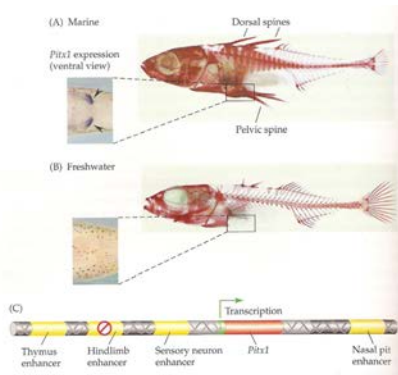 (A) Marine
Dorsal spines
Pitx1 expression
(ventral view)
Pelvic spine
(B) Freshwater
(C)
Transcription
Thymus
enhancer
Hindlimb
enhancer
Sensory neuron
enhancer
Pitx1
Nasal pit
enhancer